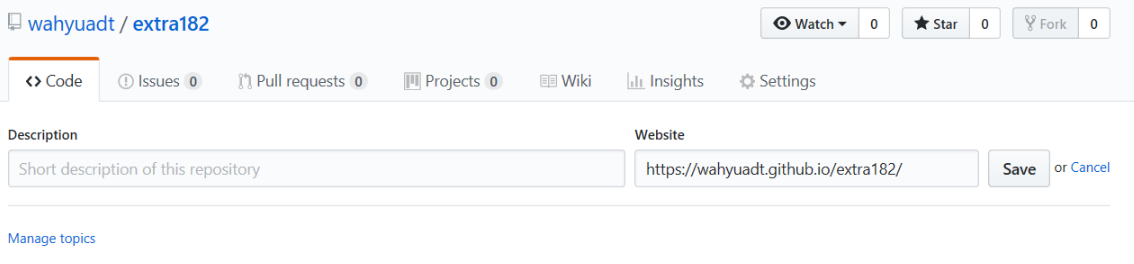 wahyuadt / extra182
Watch 0 Star 0 Fork 0
Code Issues 0 Pull requests 0 Projects 0 Wiki Insights Settings
Description Website
Short description of this repository https://wahyuadt.github.io/extra182/ Save or Cancel
Manage topics